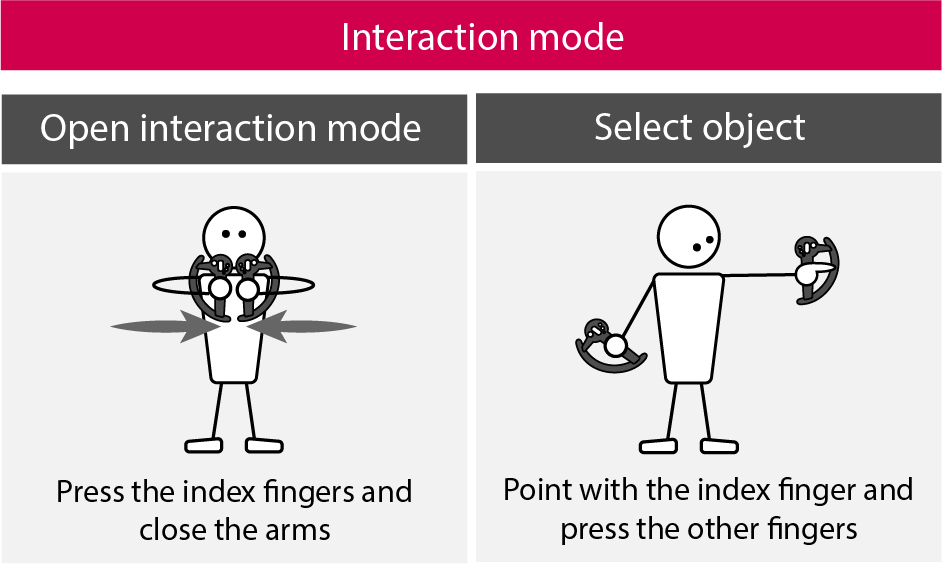 Interaction mode
Open interaction mode
Select object
Press the index fingers and
close the arms
Point with the index finger and
press the other fingers